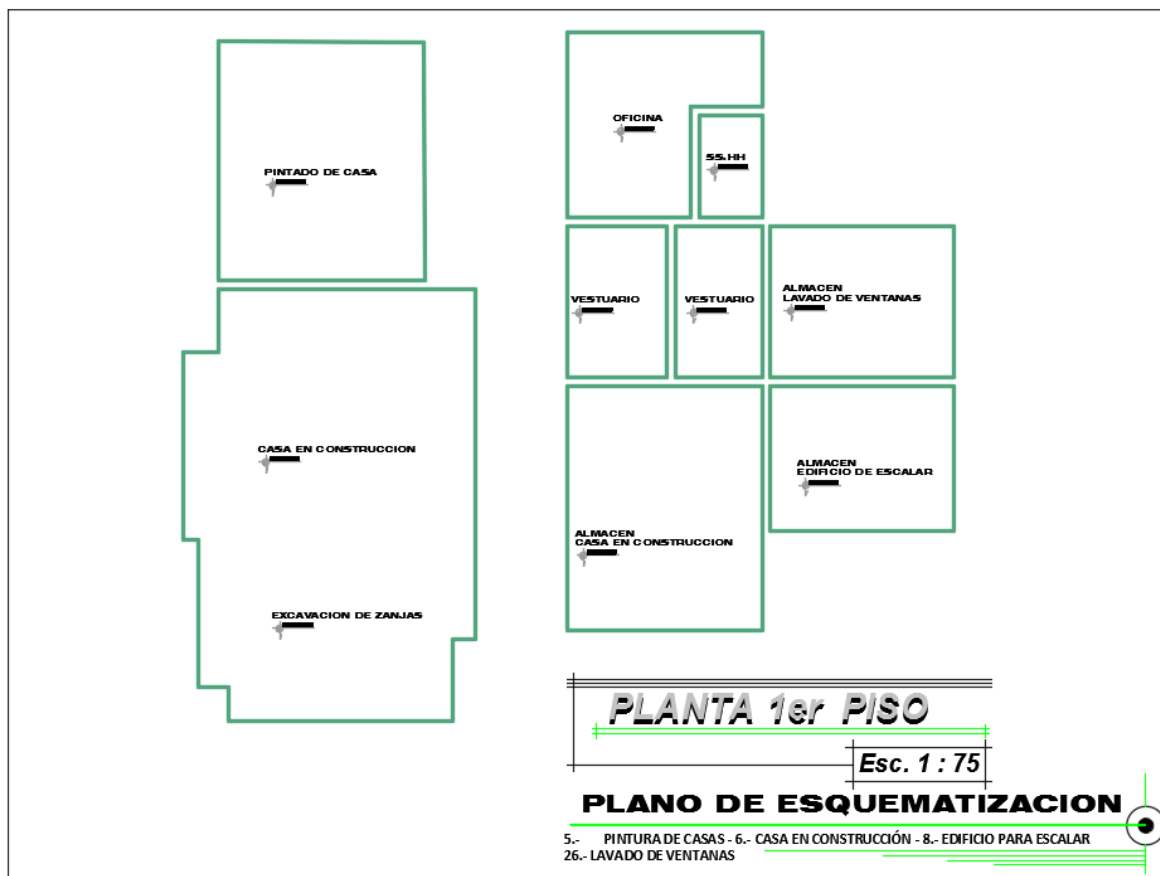 OFICINA
SS.HH
PINTADO DE CASA
VESTUARIO
VESTUARIO
ALMACEN
LAVADO DE VENTANAS
CASA EN CONSTRUCCION
ALMACEN
EDIFICIO DE ESCALAR
ALMACEN
CASA EN CONSTRUCCION
EXCAVACION DE ZANJAS
PLANTA 1er PISO
Esc. 1 : 75
PLANO DE ESQUEMATIZACION
5.- PINTURA DE CASAS - 6.- CASA EN CONSTRUCCIÓN - 8.- EDIFICIO PARA ESCALAR
26.- LAVADO DE VENTANAS